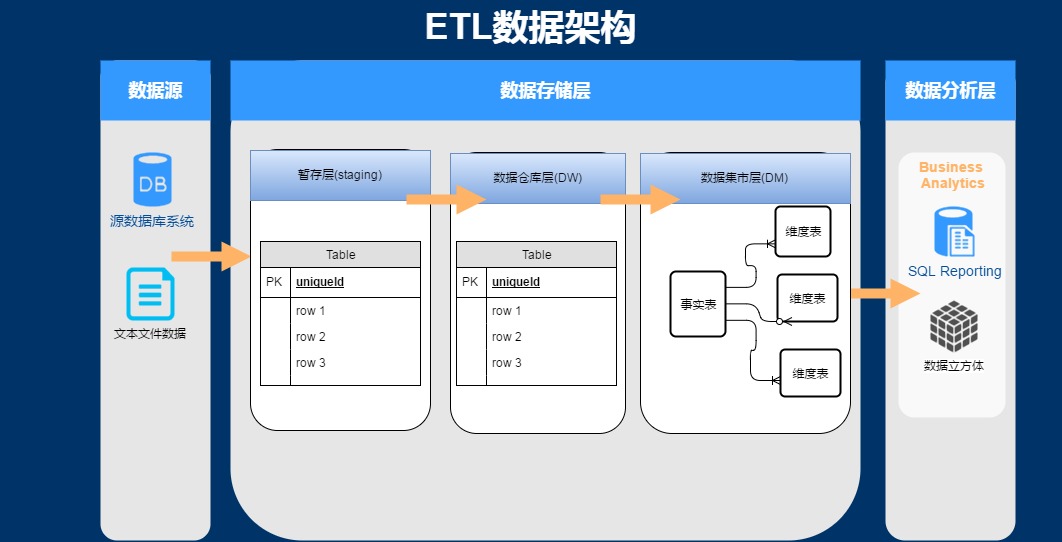 ETL数据架构
数据源
数据存储层
数据分析层
DB
源数据库系统
文本文件数据
暂存层(staging)
Table
PK uniqueId
row 1
row 2
row 3
数据仓库层(DW)
Table
PK uniqueId
row 1
row 2
row 3
数据集市层(DM)
事实表
维度表
维度表
维度表
Business
Analytics
SQL Reporting
数据立方体